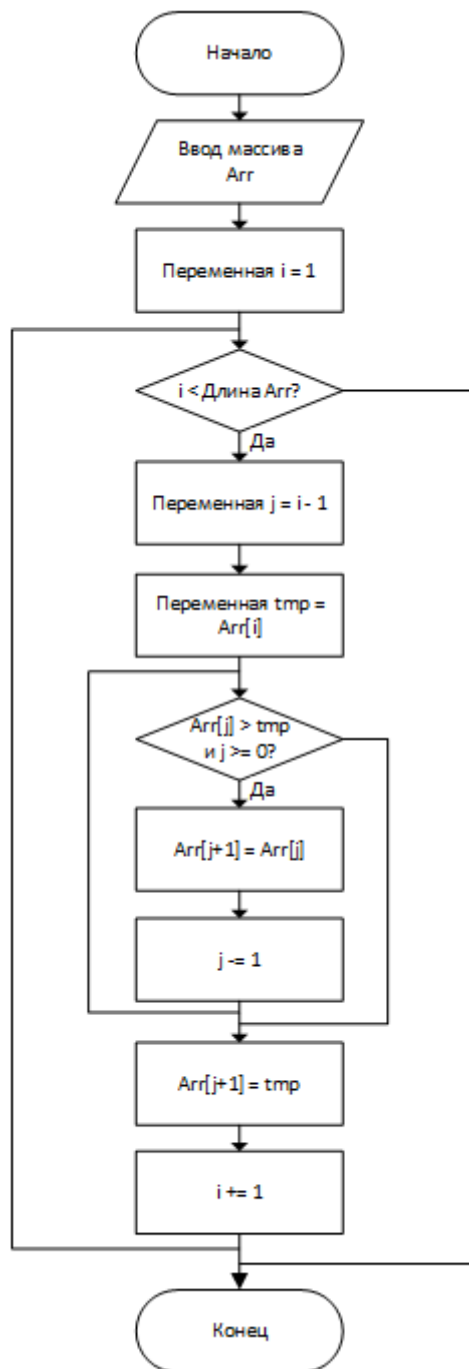 Начало
Ввод массива
Arr
Переменная i = 1
i < Длина Arr?
Да
Переменная j = i - 1
Переменная tmp =
Arr[i]
Arr[j] > tmp
и j >= 0?
Да
Arr[j+1] = Arr[j]
j -= 1
Arr[j+1] = tmp
i += 1
Конец